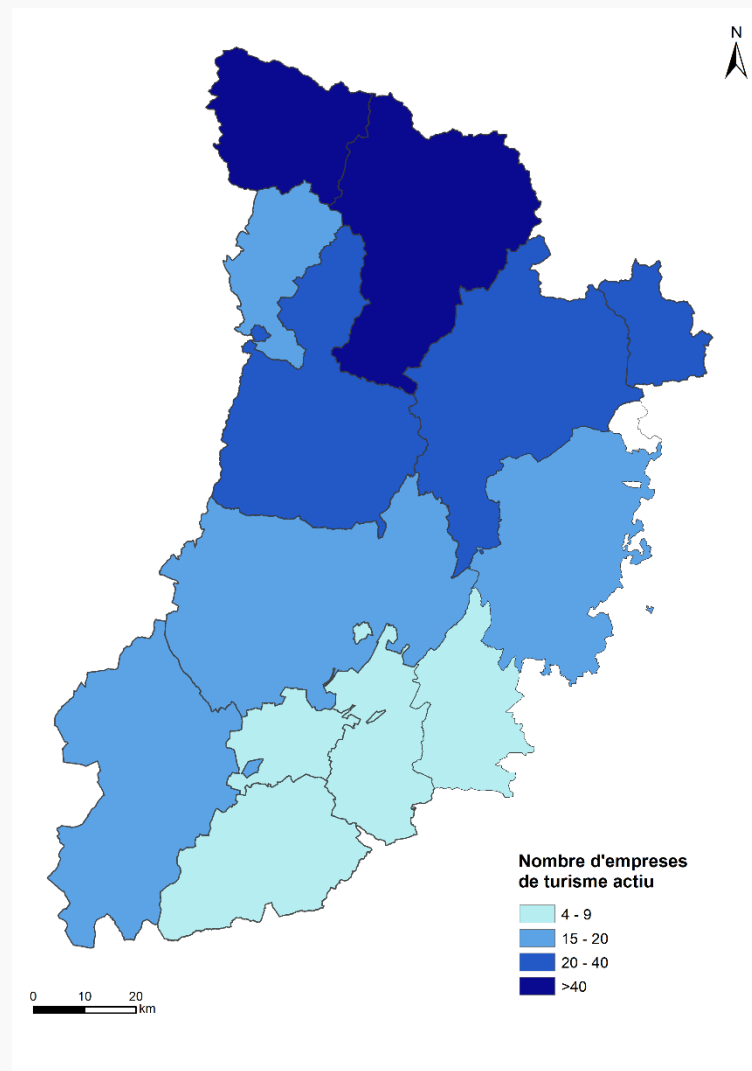 N
Nombre d'empreses
de turisme actiu
4 - 9
15 - 20
20 - 40
>40
0 10 20
km